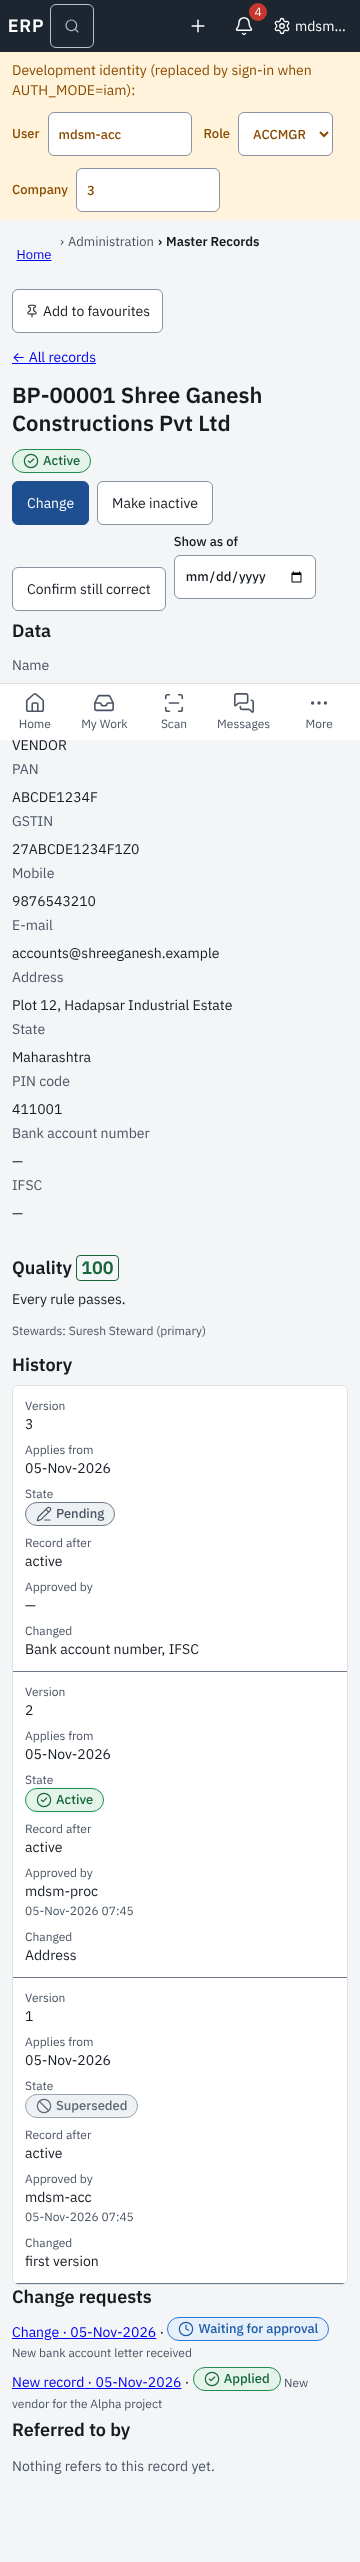 ERP
4
mdsm...
Development identity (replaced by sign-in when
AUTH_MODE=iam):
User mdsm-acc Role ACCMGR
Company 3
Home › Administration › Master Records
Add to favourites
← All records
BP-00001 Shree Ganesh
Constructions Pvt Ltd
Active
Change Make inactive
Show as of
Confirm still correct mm/dd/yyyy
Data
Name
Home My Work Scan Messages More
VENDOR
PAN
ABCDE1234F
GSTIN
27ABCDE1234F1Z0
Mobile
9876543210
E-mail
accounts@shreeganesh.example
Address
Plot 12, Hadapsar Industrial Estate
State
Maharashtra
PIN code
411001
Bank account number
—
IFSC
—
Quality 100
Every rule passes.
Stewards: Suresh Steward (primary)
History
Version
3
Applies from
05-Nov-2026
State
Pending
Record after
active
Approved by
—
Changed
Bank account number, IFSC
Version
2
Applies from
05-Nov-2026
State
Active
Record after
active
Approved by
mdsm-proc
05-Nov-2026 07:45
Changed
Address
Version
1
Applies from
05-Nov-2026
State
Superseded
Record after
active
Approved by
mdsm-acc
05-Nov-2026 07:45
Changed
first version
Change requests
Change · 05-Nov-2026 · Waiting for approval
New bank account letter received
New record · 05-Nov-2026 · Applied New
vendor for the Alpha project
Referred to by
Nothing refers to this record yet.